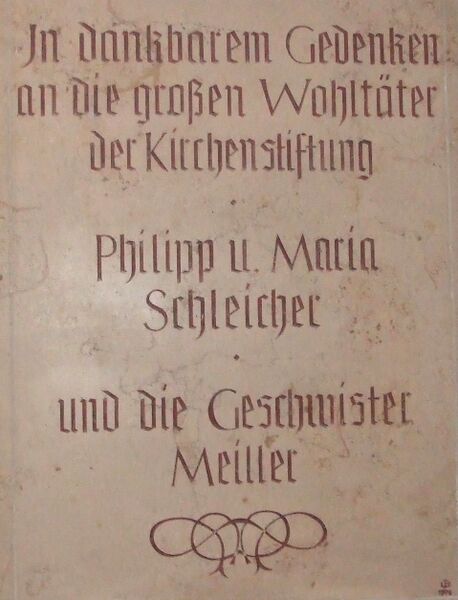 In dankbarem Gedenken
an die großen Wohltäter
der Kirchenstiftung
Philipp u. Maria
Schleicher
und die Geschwister
Meiller